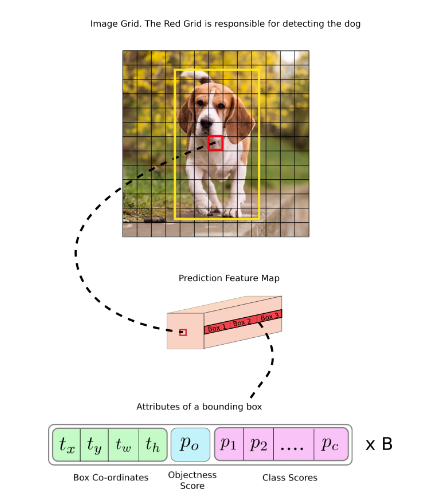 Image Grid. The Red Grid is responsible for detecting the dog
Prediction Feature Map
Box 1 Box 2 Box 3
Attributes of a bounding box
t_x t_y t_w t_h p_o p_1 p_2 .... p_c x B
Box Co-ordinates Objectness Score Class Scores